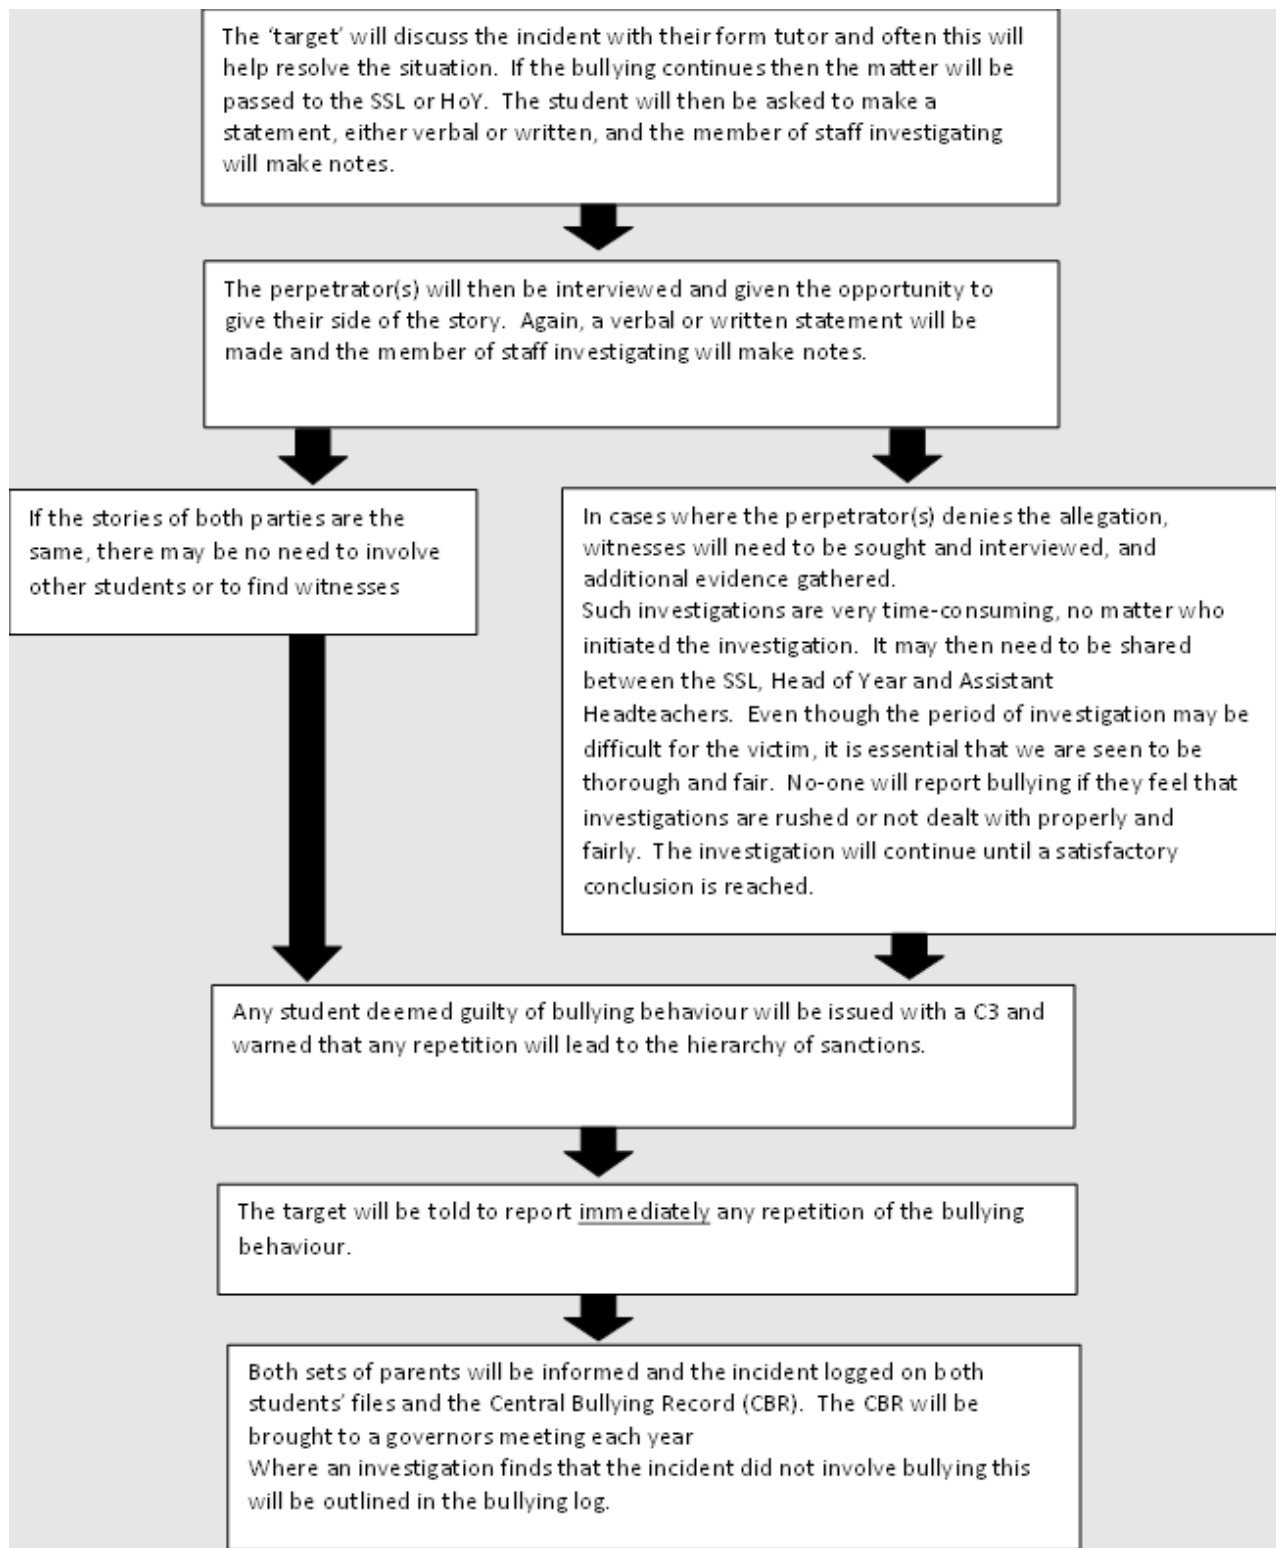 The ‘target’ will discuss the incident with their form tutor and often this will
help resolve the situation.  If the bullying continues then the matter will be
passed to the SSL or HoY.  The student will then be asked to make a
statement, either verbal or written, and the member of staff investigating
will make notes.
The perpetrator(s) will then be interviewed and given the opportunity to
give their side of the story.  Again, a verbal or written statement will be
made and the member of staff investigating will make notes.
If the stories of both parties are the
same, there may be no need to involve
other students or to find witnesses
In cases where the perpetrator(s) denies the allegation,
witnesses will need to be sought and interviewed, and
additional evidence gathered.
Such investigations are very time-consuming, no matter who
initiated the investigation.  It may then need to be shared
between the SSL, Head of Year and Assistant
Headteachers.  Even though the period of investigation may be
difficult for the victim, it is essential that we are seen to be
thorough and fair.  No-one will report bullying if they feel that
investigations are rushed or not dealt with properly and
fairly.  The investigation will continue until a satisfactory
conclusion is reached.
Any student deemed guilty of bullying behaviour will be issued with a C3 and
warned that any repetition will lead to the hierarchy of sanctions.
The target will be told to report immediately any repetition of the bullying
behaviour.
Both sets of parents will be informed and the incident logged on both
students’ files and the Central Bullying Record (CBR).  The CBR will be
brought to a governors meeting each year
Where an investigation finds that the incident did not involve bullying this
will be outlined in the bullying log.